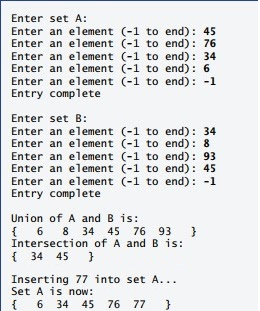 Enter set A:
Enter an element (-1 to end): 45
Enter an element (-1 to end): 76
Enter an element (-1 to end): 34
Enter an element (-1 to end): 6
Enter an element (-1 to end): -1
Entry complete
Enter set B:
Enter an element (-1 to end): 34
Enter an element (-1 to end): 8
Enter an element (-1 to end): 93
Enter an element (-1 to end): 45
Enter an element (-1 to end): -1
Entry complete
Union of A and B is:
{ 6 8 34 45 76 93 }
Intersection of A and B is:
{ 34 45 }
Inserting 77 into set A...
Set A is now:
{ 6 34 45 76 77 }